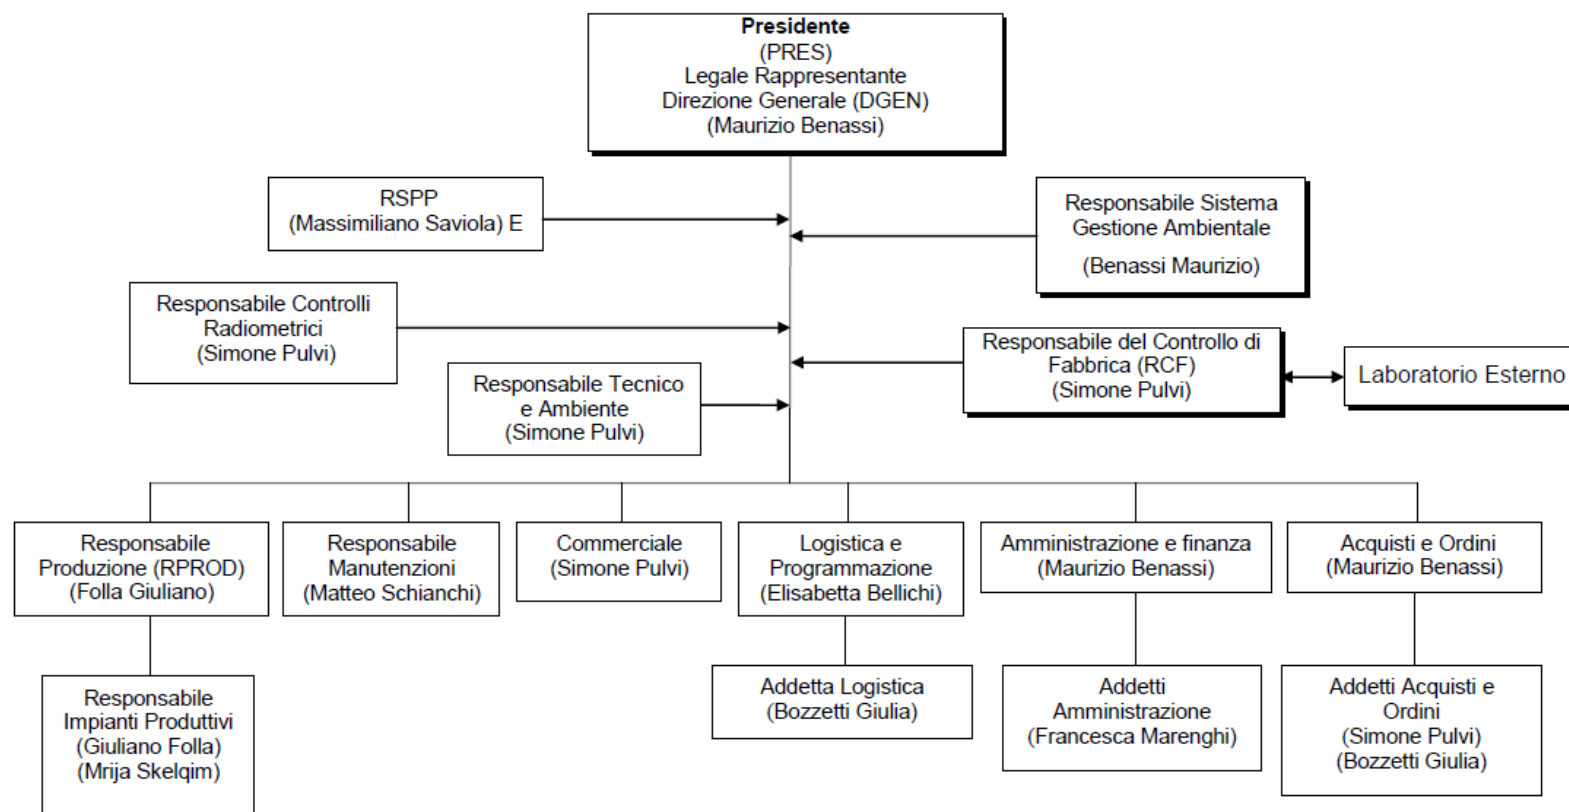 Presidente
(PRES)
Legale Rappresentante
Direzione Generale (DGEN)
(Maurizio Benassi)
RSPP
(Massimiliano Saviola) E
Responsabile Sistema
Gestione Ambientale
(Benassi Maurizio)
Responsabile Controlli
Radiometrici
(Simone Pulvi)
Responsabile del Controllo di
Fabbrica (RCF)
(Simone Pulvi)
Laboratorio Esterno
Responsabile Tecnico
e Ambiente
(Simone Pulvi)
Responsabile
Produzione (RPROD)
(Folla Giuliano)
Responsabile
Manutenzioni
(Matteo Schianchi)
Commerciale
(Simone Pulvi)
Logistica e
Programmazione
(Elisabetta Bellichi)
Amministrazione e finanza
(Maurizio Benassi)
Acquisti e Ordini
(Maurizio Benassi)
Responsabile
Impianti Produttivi
(Giuliano Folla)
(Mrija Skelqim)
Addetta Logistica
(Bozzetti Giulia)
Addetti
Amministrazione
(Francesca Marenghi)
Addetti Acquisti e
Ordini
(Simone Pulvi)
(Bozzetti Giulia)